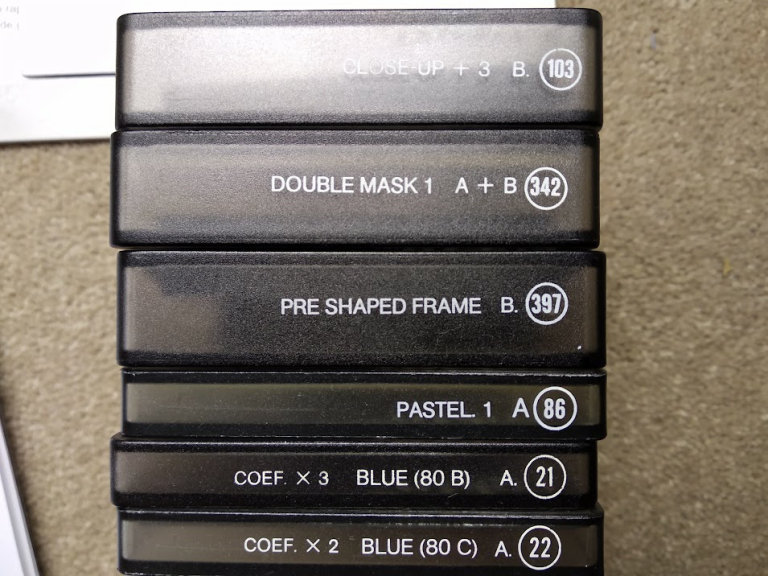 CLOSE-UP + 3 B. 103
DOUBLE MASK 1 A + B 342
PRE SHAPED FRAME B. 397
PASTEL. 1 A 86
COEF. × 3 BLUE (80 B) A. 21
COEF. × 2 BLUE (80 C) A. 22